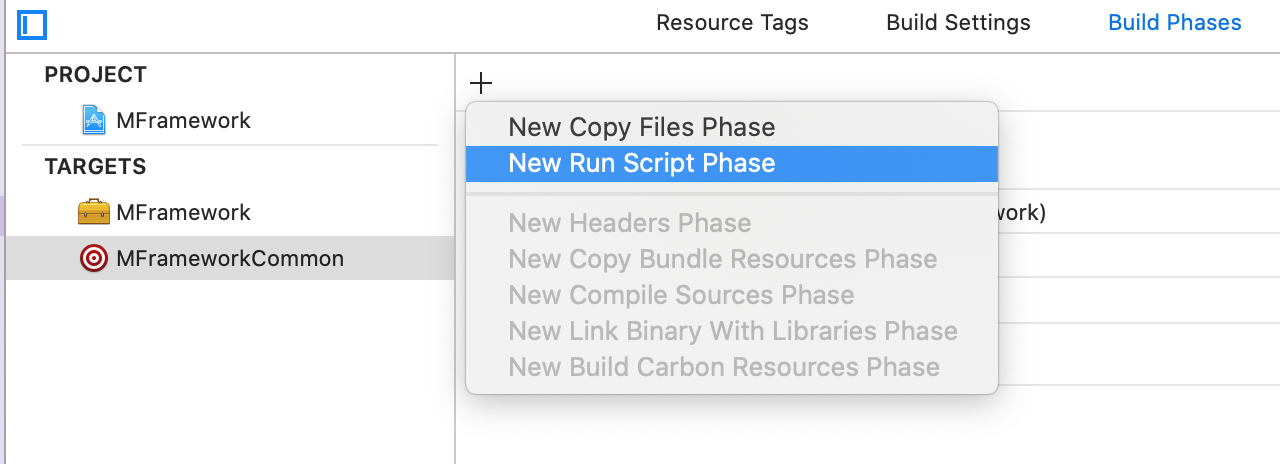 Resource Tags Build Settings Build Phases
PROJECT
MFramework
TARGETS
MFramework
MFrameworkCommon
New Copy Files Phase
New Run Script Phase
New Headers Phase
New Copy Bundle Resources Phase
New Compile Sources Phase
New Link Binary With Libraries Phase
New Build Carbon Resources Phase
work)